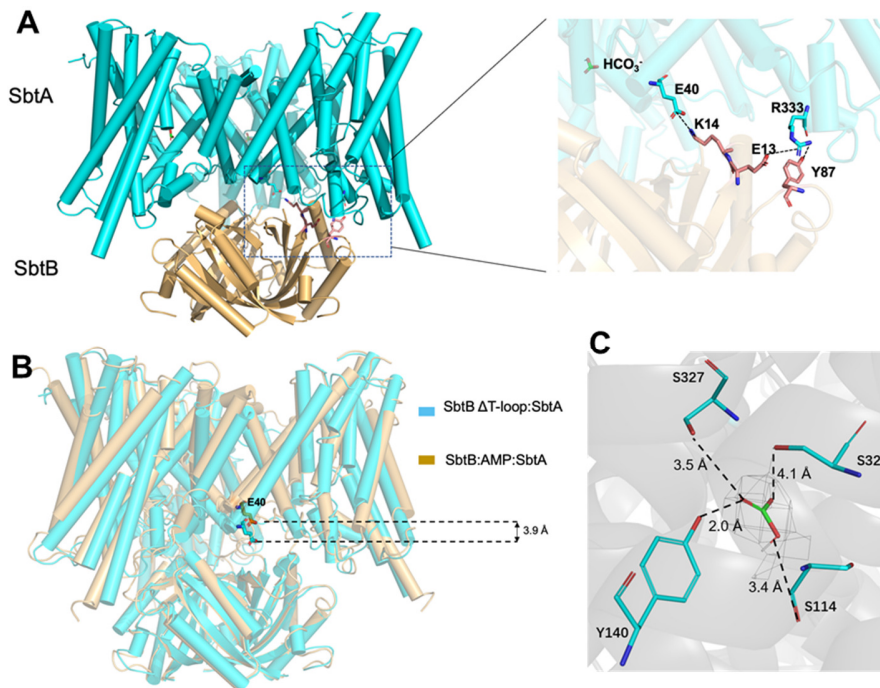 A
SbtA
SbtB
HCO₃⁻
E40
K14
R333
E13
Y87
B
SbtB ΔT-loop:SbtA
SbtB:AMP:SbtA
E40
3.9 Å
C
S327
S32
3.5 Å
4.1 Å
2.0 Å
3.4 Å
S114
Y140